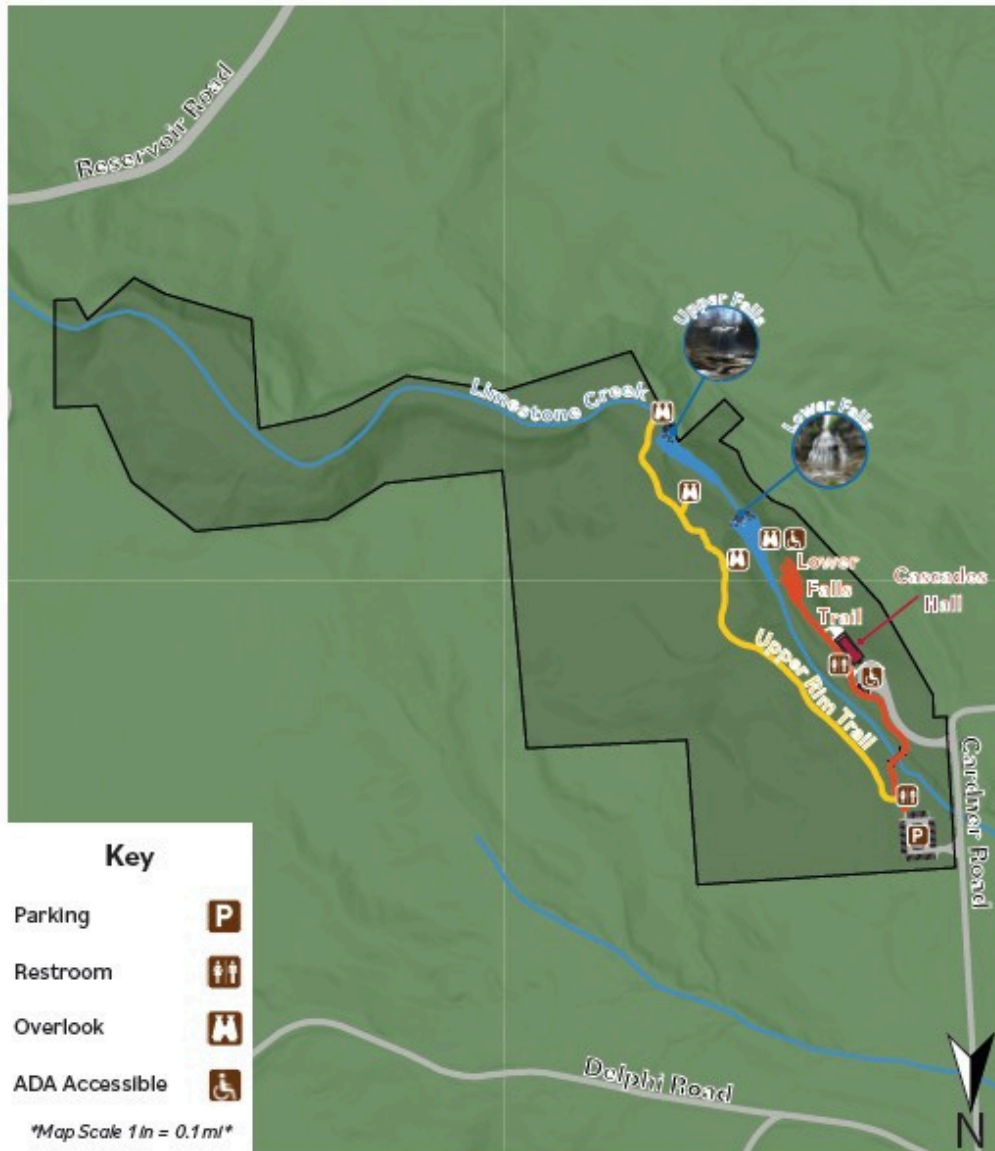 Reservoir Road
Upper Falls
Limestone Creek
Lower Falls
Lower
Falls
Trail
Cascades
Hall
Upper Rim Trail
Gardner Road
P
Key
Parking
P
Restroom
Overlook
ADA Accessible
*Map Scale 1 in = 0.1 mi*
Delphi Road
N